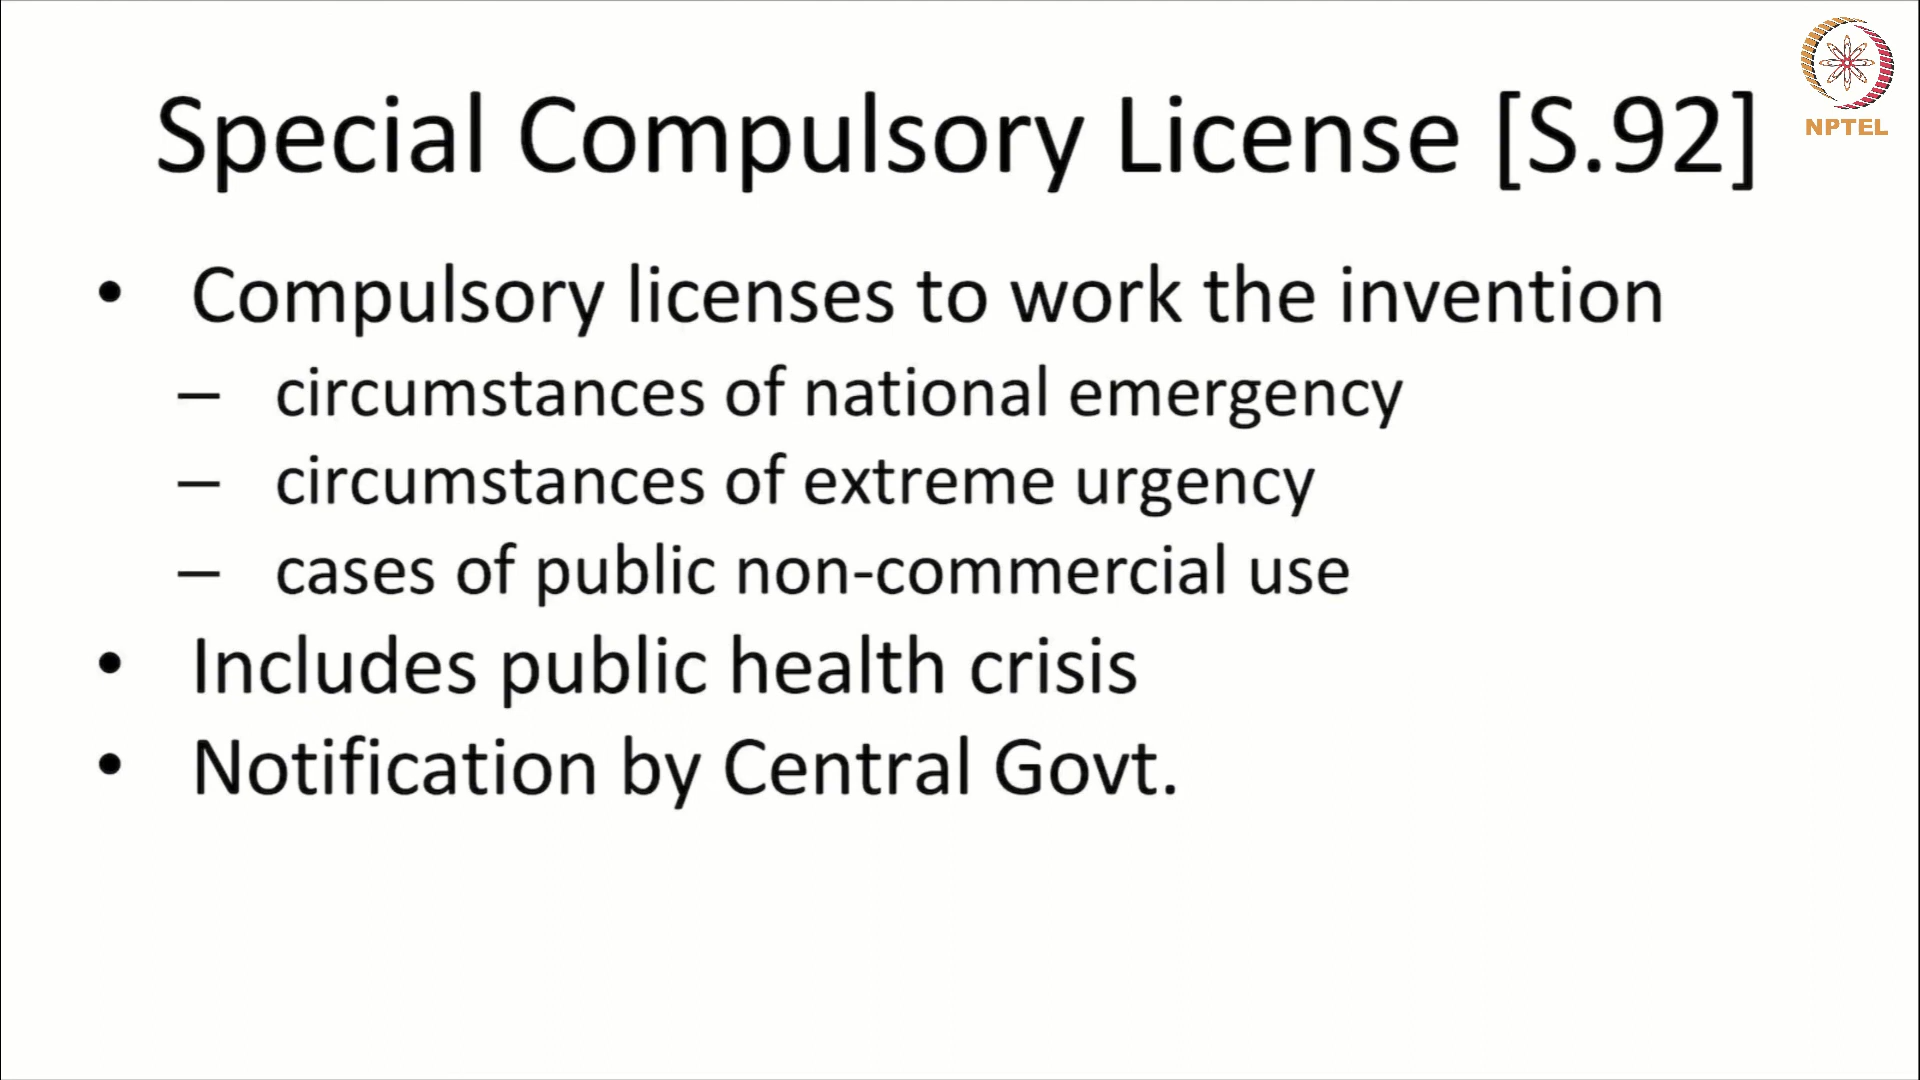 Special Compulsory License [S.92]
NPTEL
• Compulsory licenses to work the invention
– circumstances of national emergency
– circumstances of extreme urgency
– cases of public non-commercial use
• Includes public health crisis
• Notification by Central Govt.